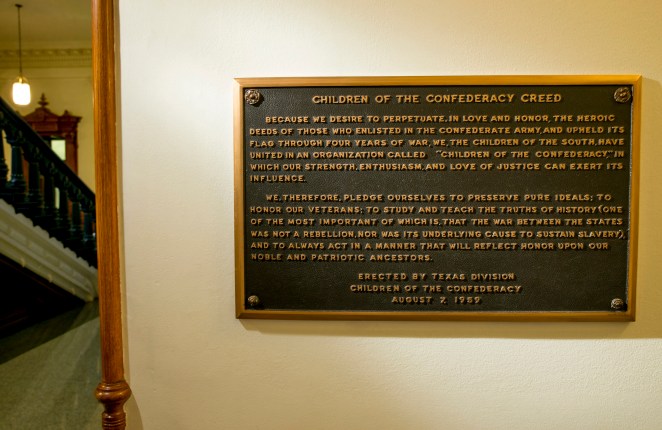 CHILDREN OF THE CONFEDERACY CREED
BECAUSE WE DESIRE TO PERPETUATE, IN LOVE AND HONOR, THE HEROIC
DEEDS OF THOSE WHO ENLISTED IN THE CONFEDERATE ARMY, AND UPHELD ITS
FLAG THROUGH FOUR YEARS OF WAR, WE, THE CHILDREN OF THE SOUTH, HAVE
UNITED IN AN ORGANIZATION CALLED "CHILDREN OF THE CONFEDERACY," IN
WHICH OUR STRENGTH, ENTHUSIASM, AND LOVE OF JUSTICE CAN EXERT ITS
INFLUENCE.
WE, THEREFORE, PLEDGE OURSELVES TO PRESERVE PURE IDEALS; TO
HONOR OUR VETERANS; TO STUDY AND TEACH THE TRUTHS OF HISTORY (ONE
OF THE MOST IMPORTANT OF WHICH IS, THAT THE WAR BETWEEN THE STATES
WAS NOT A REBELLION, NOR WAS ITS UNDERLYING CAUSE TO SUSTAIN SLAVERY),
AND TO ALWAYS ACT IN A MANNER THAT WILL REFLECT HONOR UPON OUR
NOBLE AND PATRIOTIC ANCESTORS.
ERECTED BY TEXAS DIVISION
CHILDREN OF THE CONFEDERACY
AUGUST 7, 1959